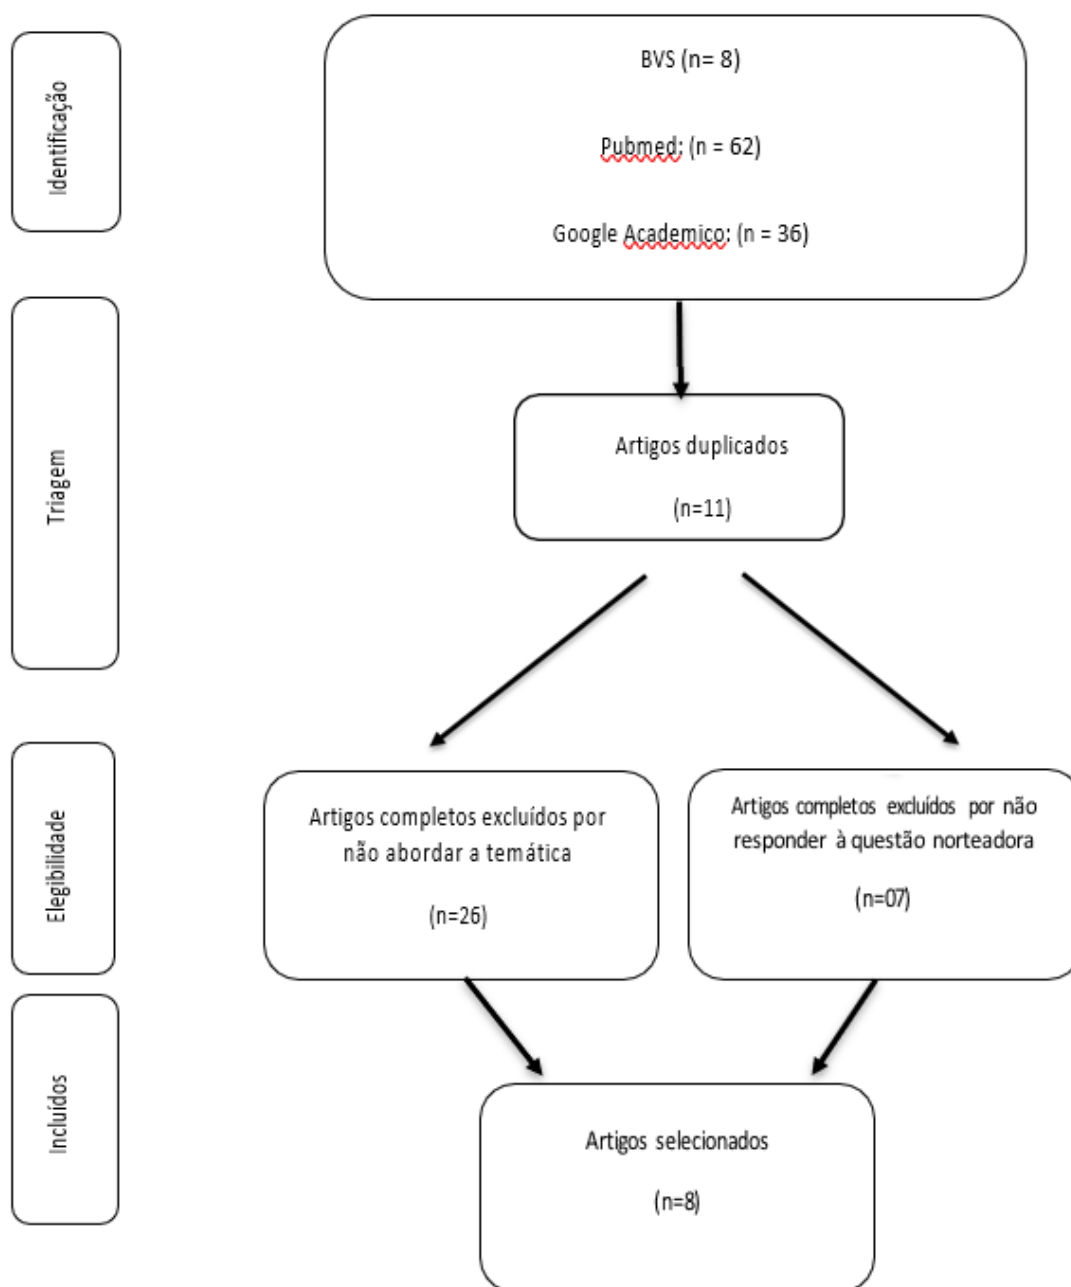 Identificação
BVS (n= 8)
Pubmed: (n = 62)
Google Academico: (n = 36)
Triagem
Artigos duplicados
(n=11)
Elegibilidade
Artigos completos excluídos por
não abordar a temática
(n=26)
Artigos completos excluídos por não
responder à questão norteadora
(n=07)
Incluídos
Artigos selecionados
(n=8)